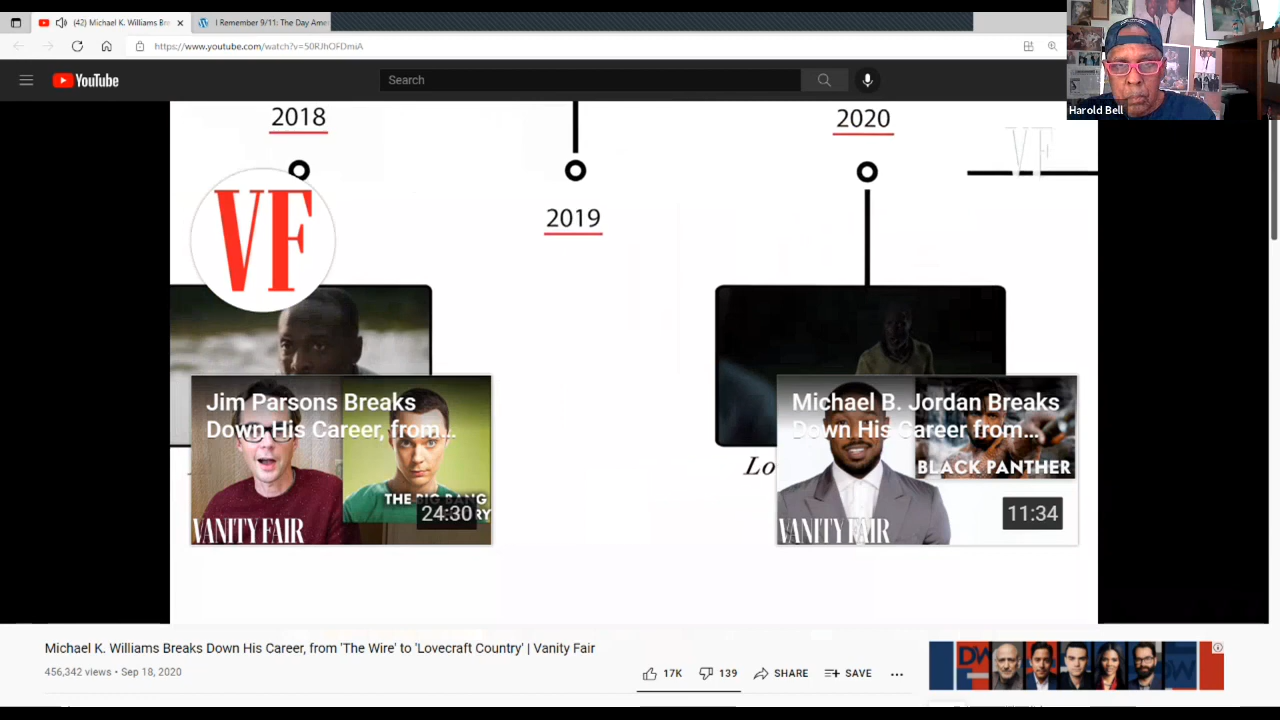 (42) Michael K. Williams Bre
I Remember 9/11: The Day Ame
https://www.youtube.com/watch?v=50RJhOFDmiA
Harold Bell
YouTube
Search
2018
2020
VF
2019
VF
Jim Parsons Breaks
Down His Career, from...
THE BIG BANG
RY
24:30
VANITY FAIR
Michael B. Jordan Breaks
Down His Career from...
BLACK PANTHER
11:34
VANITY FAIR
Lo
Michael K. Williams Breaks Down His Career, from 'The Wire' to 'Lovecraft Country' | Vanity Fair
456,342 views • Sep 18, 2020
17K
139
SHARE
SAVE
DW
DW